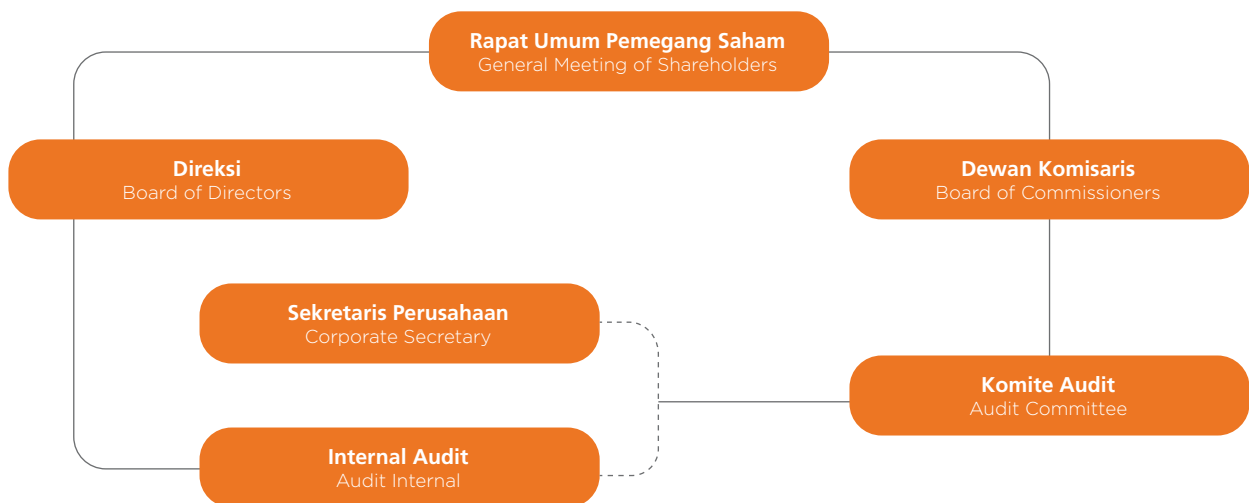 Rapat Umum Pemegang Saham
General Meeting of Shareholders
Direksi
Board of Directors
Dewan Komisaris
Board of Commissioners
Sekretaris Perusahaan
Corporate Secretary
Komite Audit
Audit Committee
Internal Audit
Audit Internal